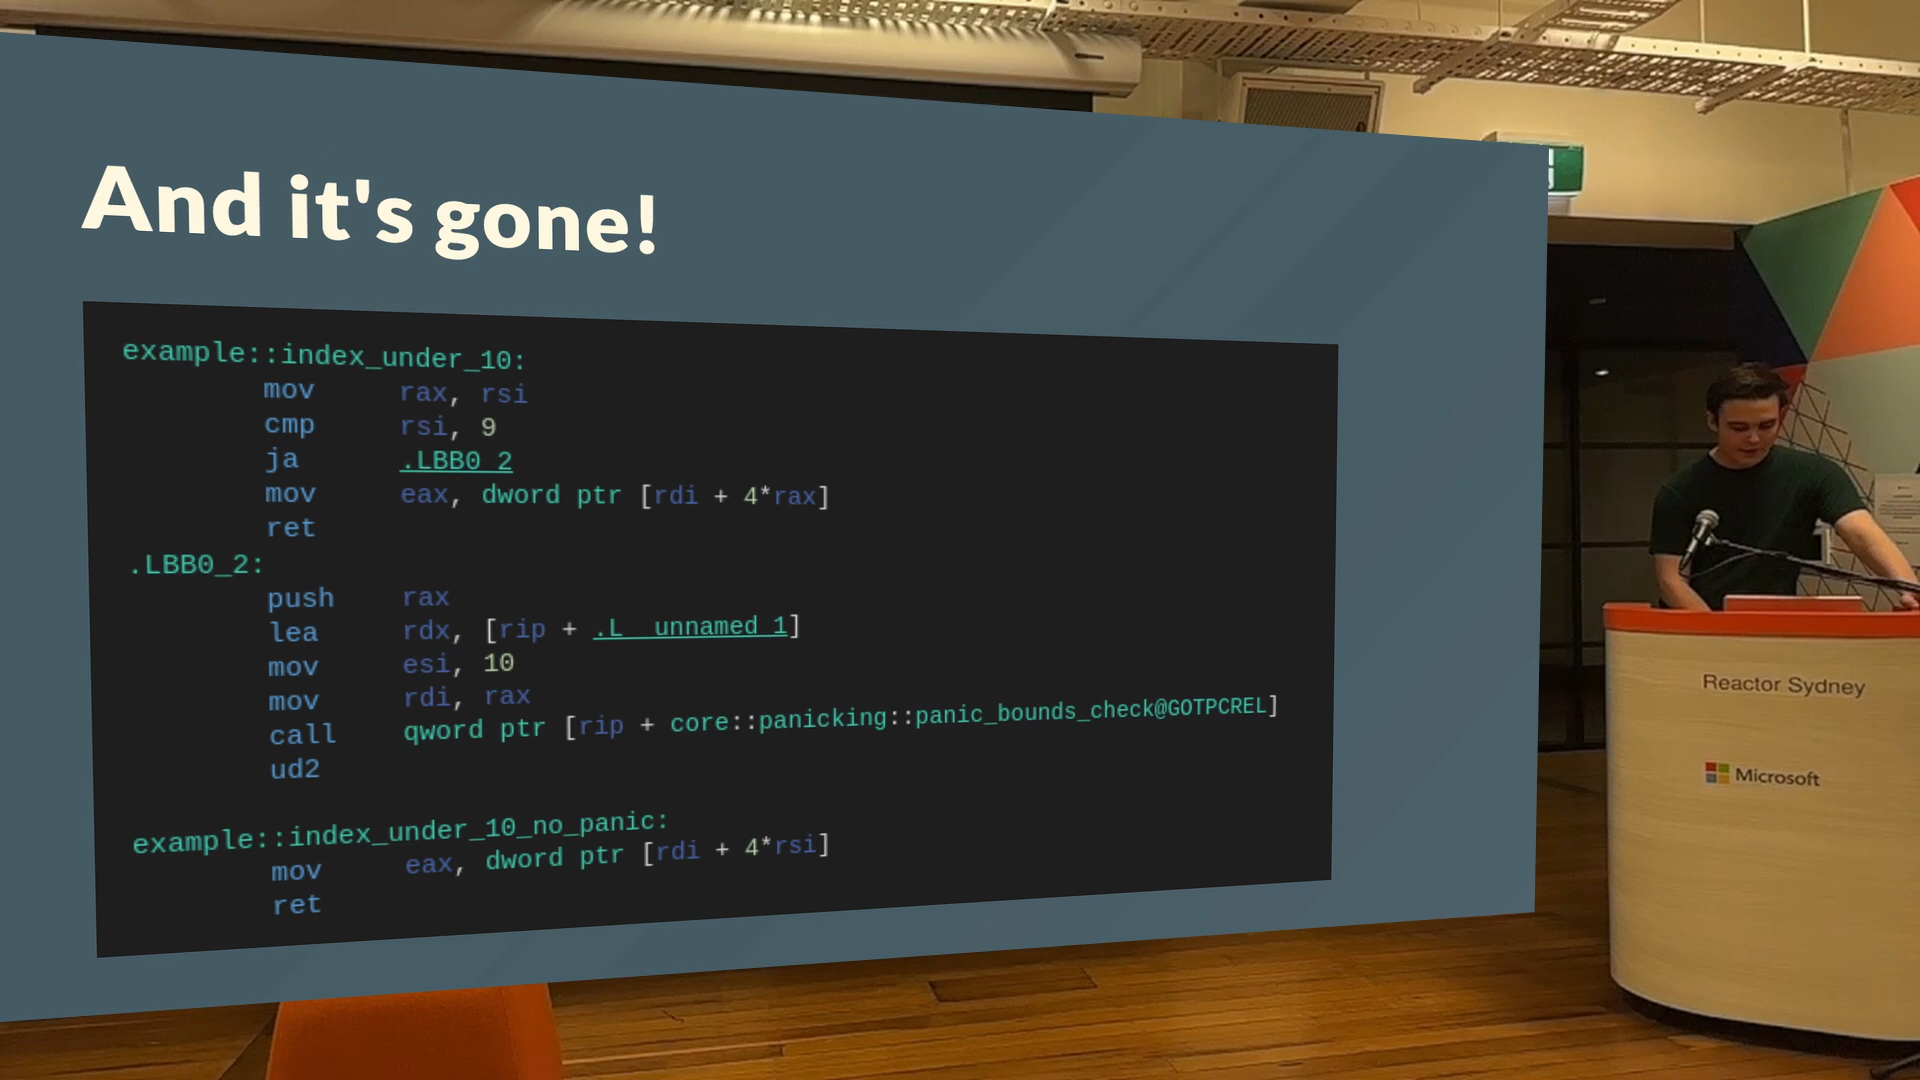 And it's gone!
example::index_under_10:
mov rax, rsi
cmp rsi, 9
ja .LBB0_2
mov eax, dword ptr [rdi + 4*rax]
ret
.LBB0_2:
push rax
lea rdx, [rip + .L__unnamed_1]
mov esi, 10
mov rdi, rax
call qword ptr [rip + core::panicking::panic_bounds_check@GOTPCREL]
ud2
example::index_under_10_no_panic:
mov eax, dword ptr [rdi + 4*rsi]
ret
Reactor Sydney
Microsoft